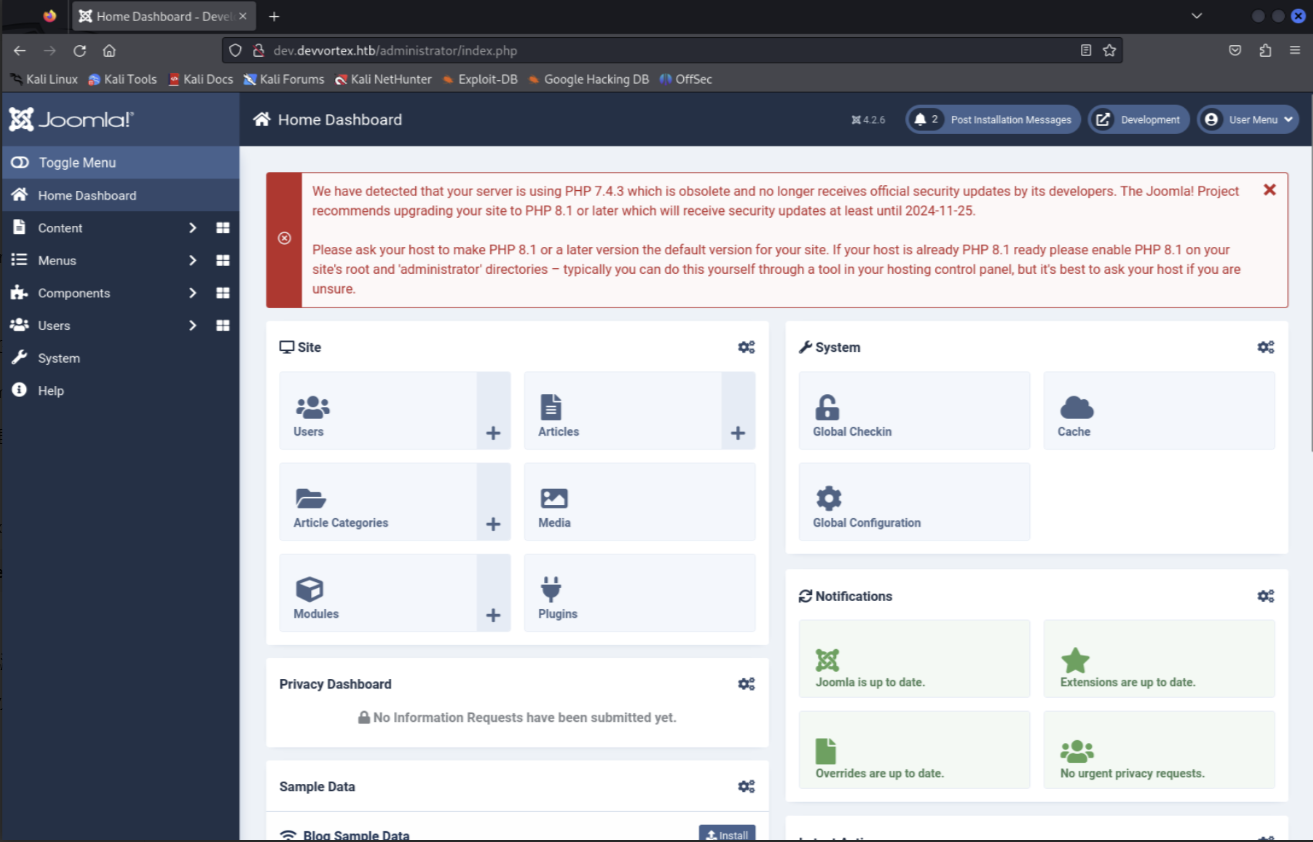 Home Dashboard - Devel
dev.devvortex.htb/administrator/index.php
Kali Linux Kali Tools Kali Docs Kali Forums Kali NetHunter Exploit-DB Google Hacking DB OffSec
Joomla!®
Home Dashboard
4.2.6
2 Post Installation Messages
Development
User Menu
Toggle Menu
Home Dashboard
Content
Menus
Components
Users
System
Help
We have detected that your server is using PHP 7.4.3 which is obsolete and no longer receives official security updates by its developers. The Joomla! Project
recommends upgrading your site to PHP 8.1 or later which will receive security updates at least until 2024-11-25.
Please ask your host to make PHP 8.1 or a later version the default version for your site. If your host is already PHP 8.1 ready please enable PHP 8.1 on your
site's root and 'administrator' directories – typically you can do this yourself through a tool in your hosting control panel, but it's best to ask your host if you are
unsure.
Site
Users
Articles
Article Categories
Media
Modules
Plugins
Privacy Dashboard
No Information Requests have been submitted yet.
Sample Data
Blog Sample Data
Install
System
Global Checkin
Cache
Global Configuration
Notifications
Joomla is up to date.
Extensions are up to date.
Overrides are up to date.
No urgent privacy requests.